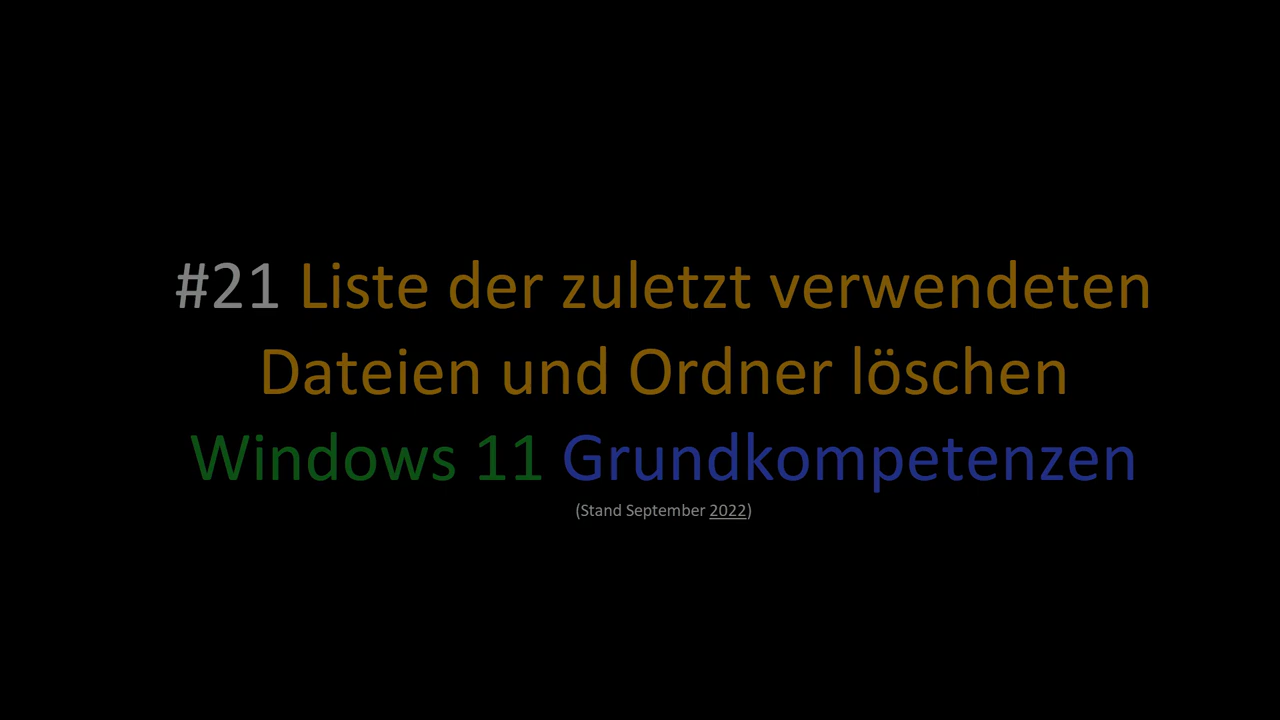 #21 Liste der zuletzt verwendeten
Dateien und Ordner löschen
Windows 11 Grundkompetenzen
(Stand September 2022)